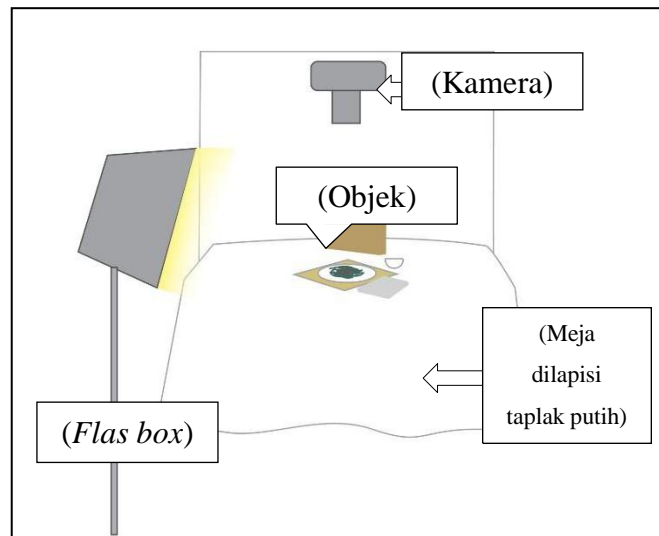 (Kamera)
(Objek)
(Meja
dilapisi
taplak putih)
(Flas box)